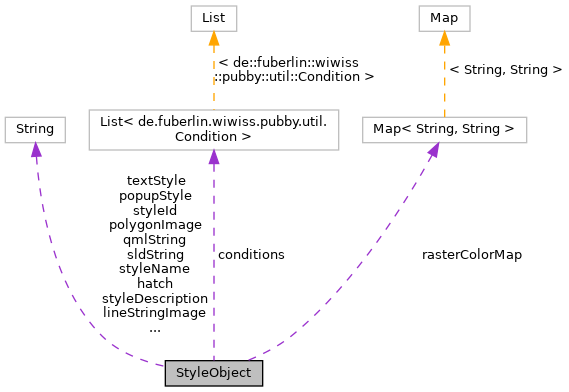 List
Map
< de::fuberlin::wiwiss
::pubby::util::Condition >
< String, String >
String
List< de.fuberlin.wiwiss.pubby.util.
Condition >
Map< String, String >
textStyle
popupStyle
styleId
polygonImage
qmlString
sldString
styleName
hatch
styleDescription
lineStringImage
...
conditions
rasterColorMap
StyleObject